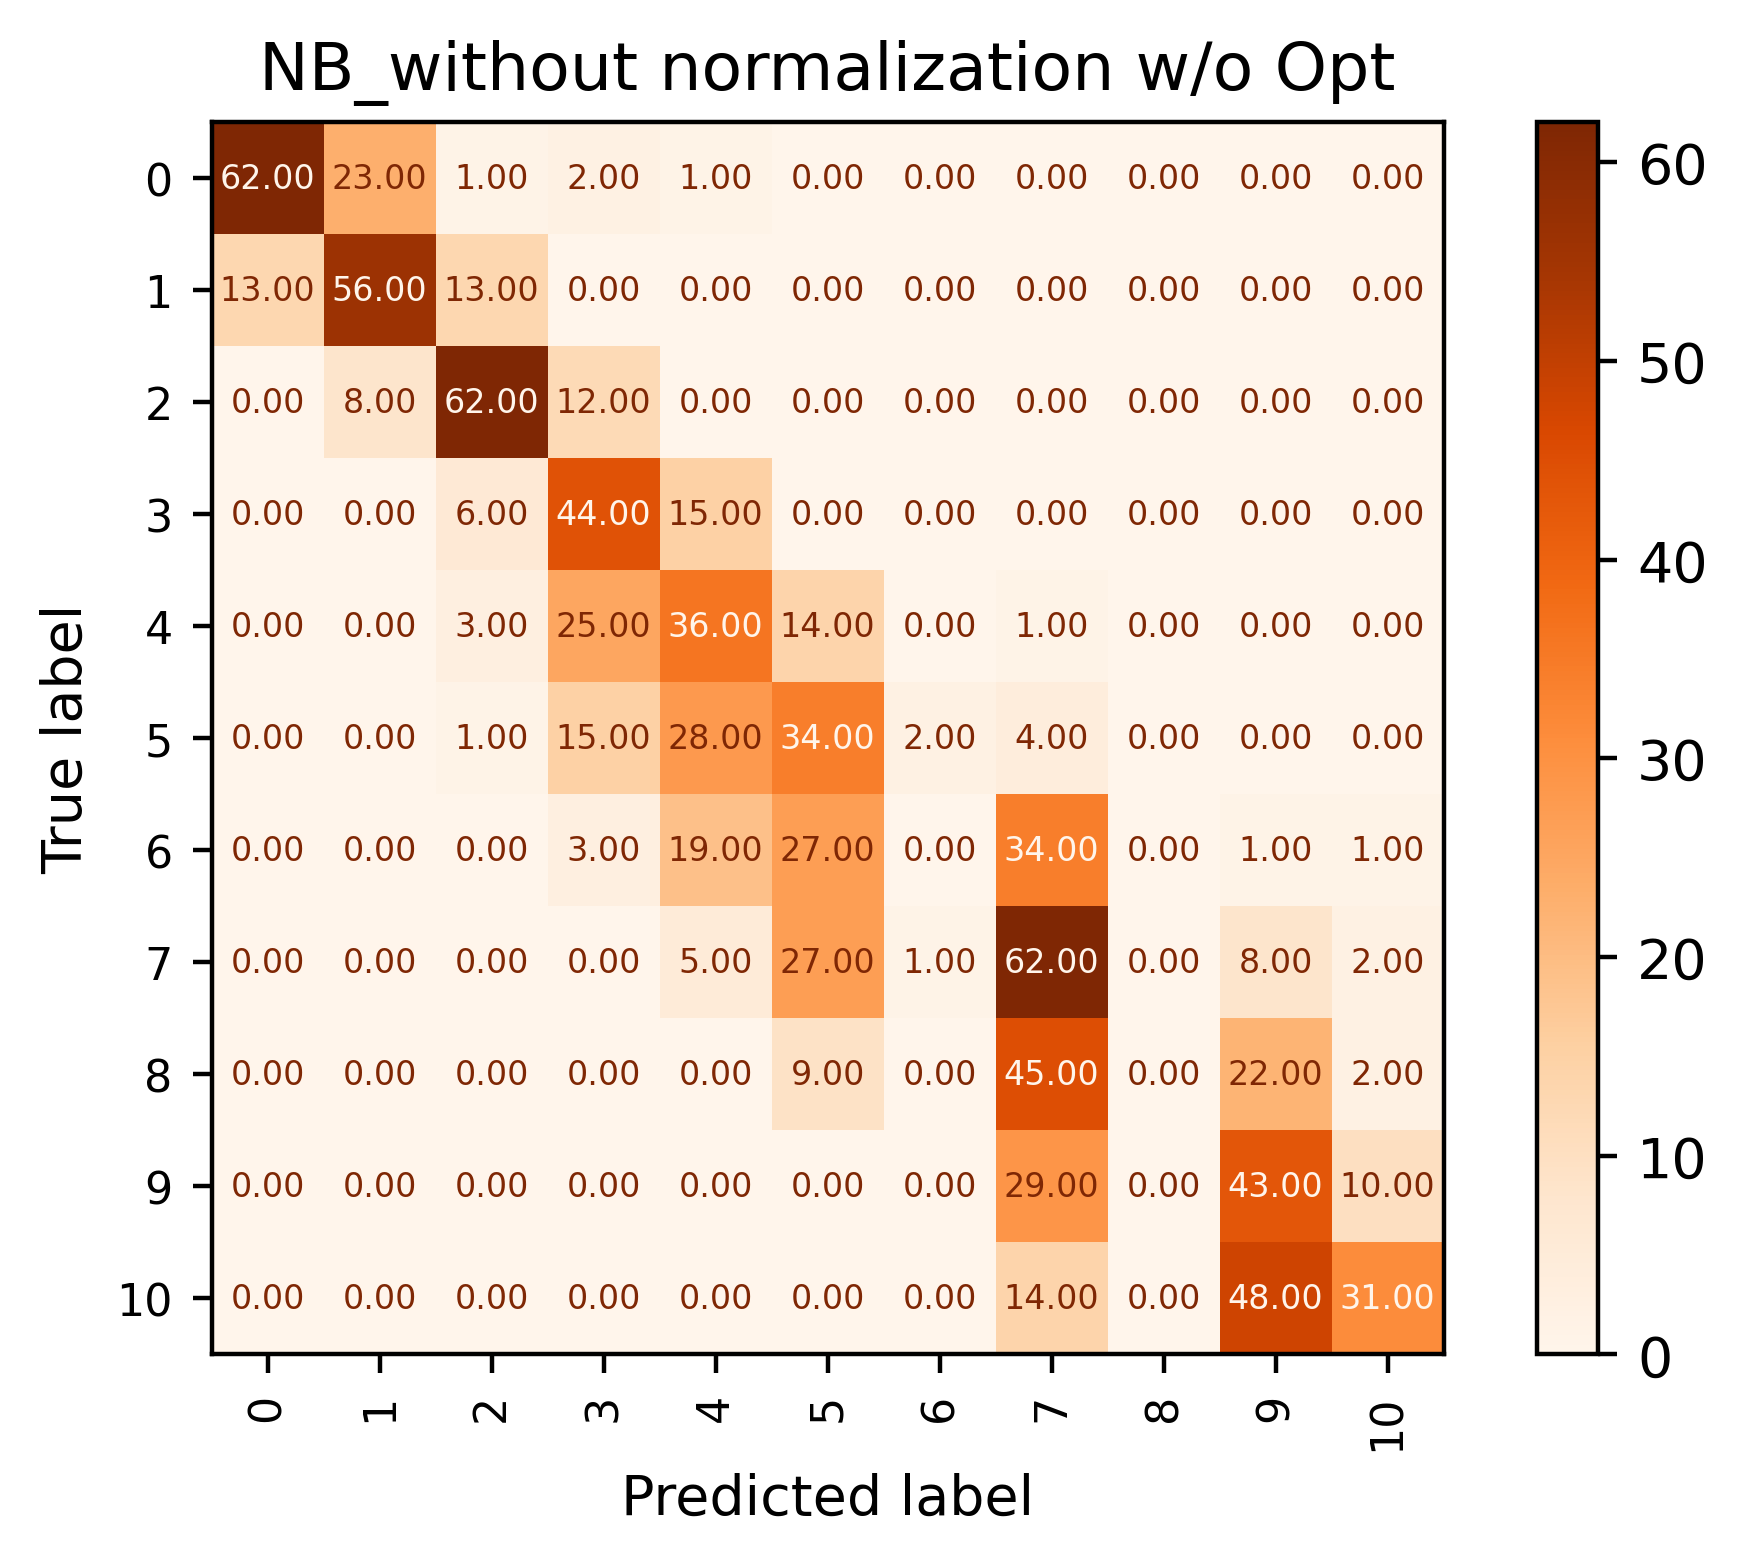 NB_without normalization w/o Opt
0 62.00 23.00 1.00 2.00 1.00 0.00 0.00 0.00 0.00 0.00 0.00
1 13.00 56.00 13.00 0.00 0.00 0.00 0.00 0.00 0.00 0.00 0.00
2 0.00 8.00 62.00 12.00 0.00 0.00 0.00 0.00 0.00 0.00 0.00
3 0.00 0.00 6.00 44.00 15.00 0.00 0.00 0.00 0.00 0.00 0.00
4 0.00 0.00 3.00 25.00 36.00 14.00 0.00 1.00 0.00 0.00 0.00
5 0.00 0.00 1.00 15.00 28.00 34.00 2.00 4.00 0.00 0.00 0.00
6 0.00 0.00 0.00 3.00 19.00 27.00 0.00 34.00 0.00 1.00 1.00
7 0.00 0.00 0.00 0.00 5.00 27.00 1.00 62.00 0.00 8.00 2.00
8 0.00 0.00 0.00 0.00 0.00 9.00 0.00 45.00 0.00 22.00 2.00
9 0.00 0.00 0.00 0.00 0.00 0.00 0.00 29.00 0.00 43.00 10.00
10 0.00 0.00 0.00 0.00 0.00 0.00 0.00 14.00 0.00 48.00 31.00
0 1 2 3 4 5 6 7 8 9 10
Predicted label
True label
60
50
40
30
20
10
0